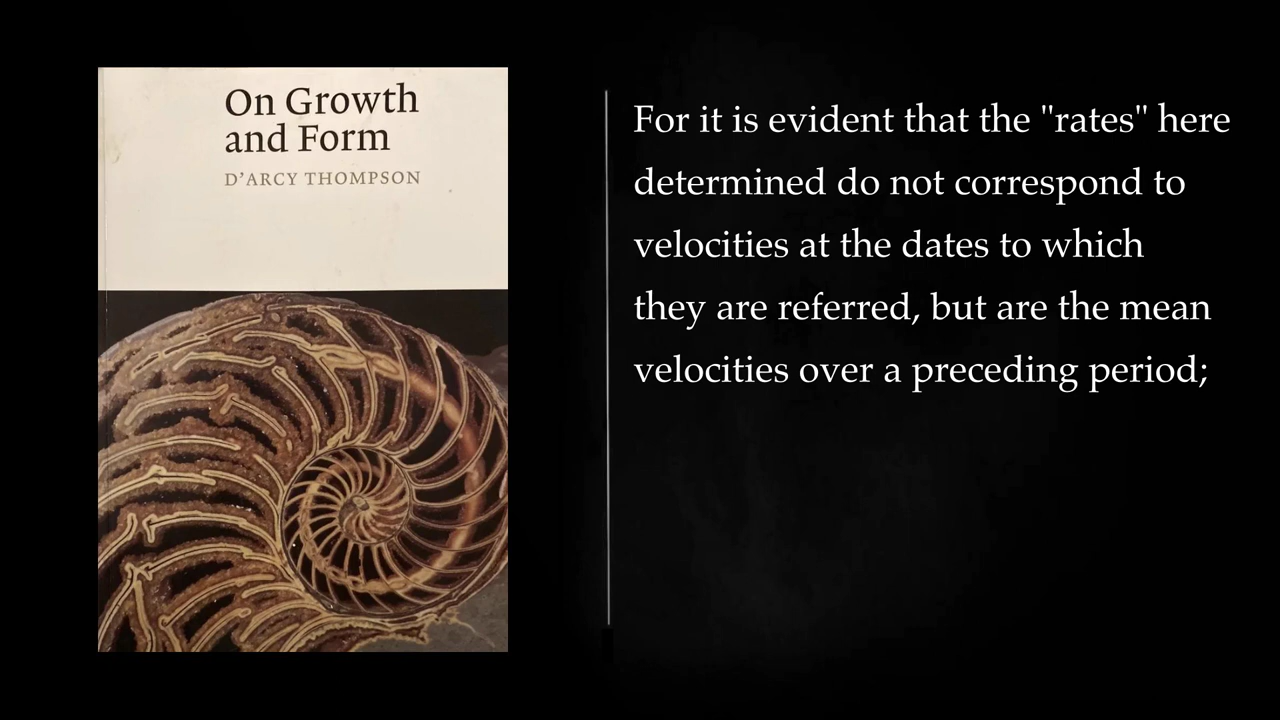 On Growth
and Form
D'ARCY THOMPSON
For it is evident that the "rates" here
determined do not correspond to
velocities at the dates to which
they are referred, but are the mean
velocities over a preceding period;